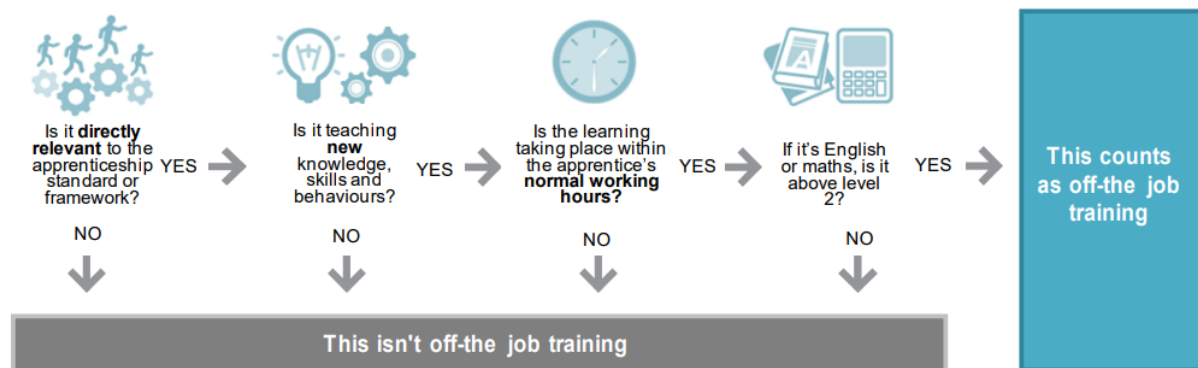 Is it directly
relevant to the
apprenticeship
standard or
framework?
YES
NO
Is it teaching
new
knowledge,
skills and
behaviours?
YES
NO
Is the learning
taking place within
the apprentice's
normal working
hours?
YES
NO
A
If it's English
or maths, is it
above level
2?
YES
NO
This counts
as off-the job
training
This isn't off-the job training